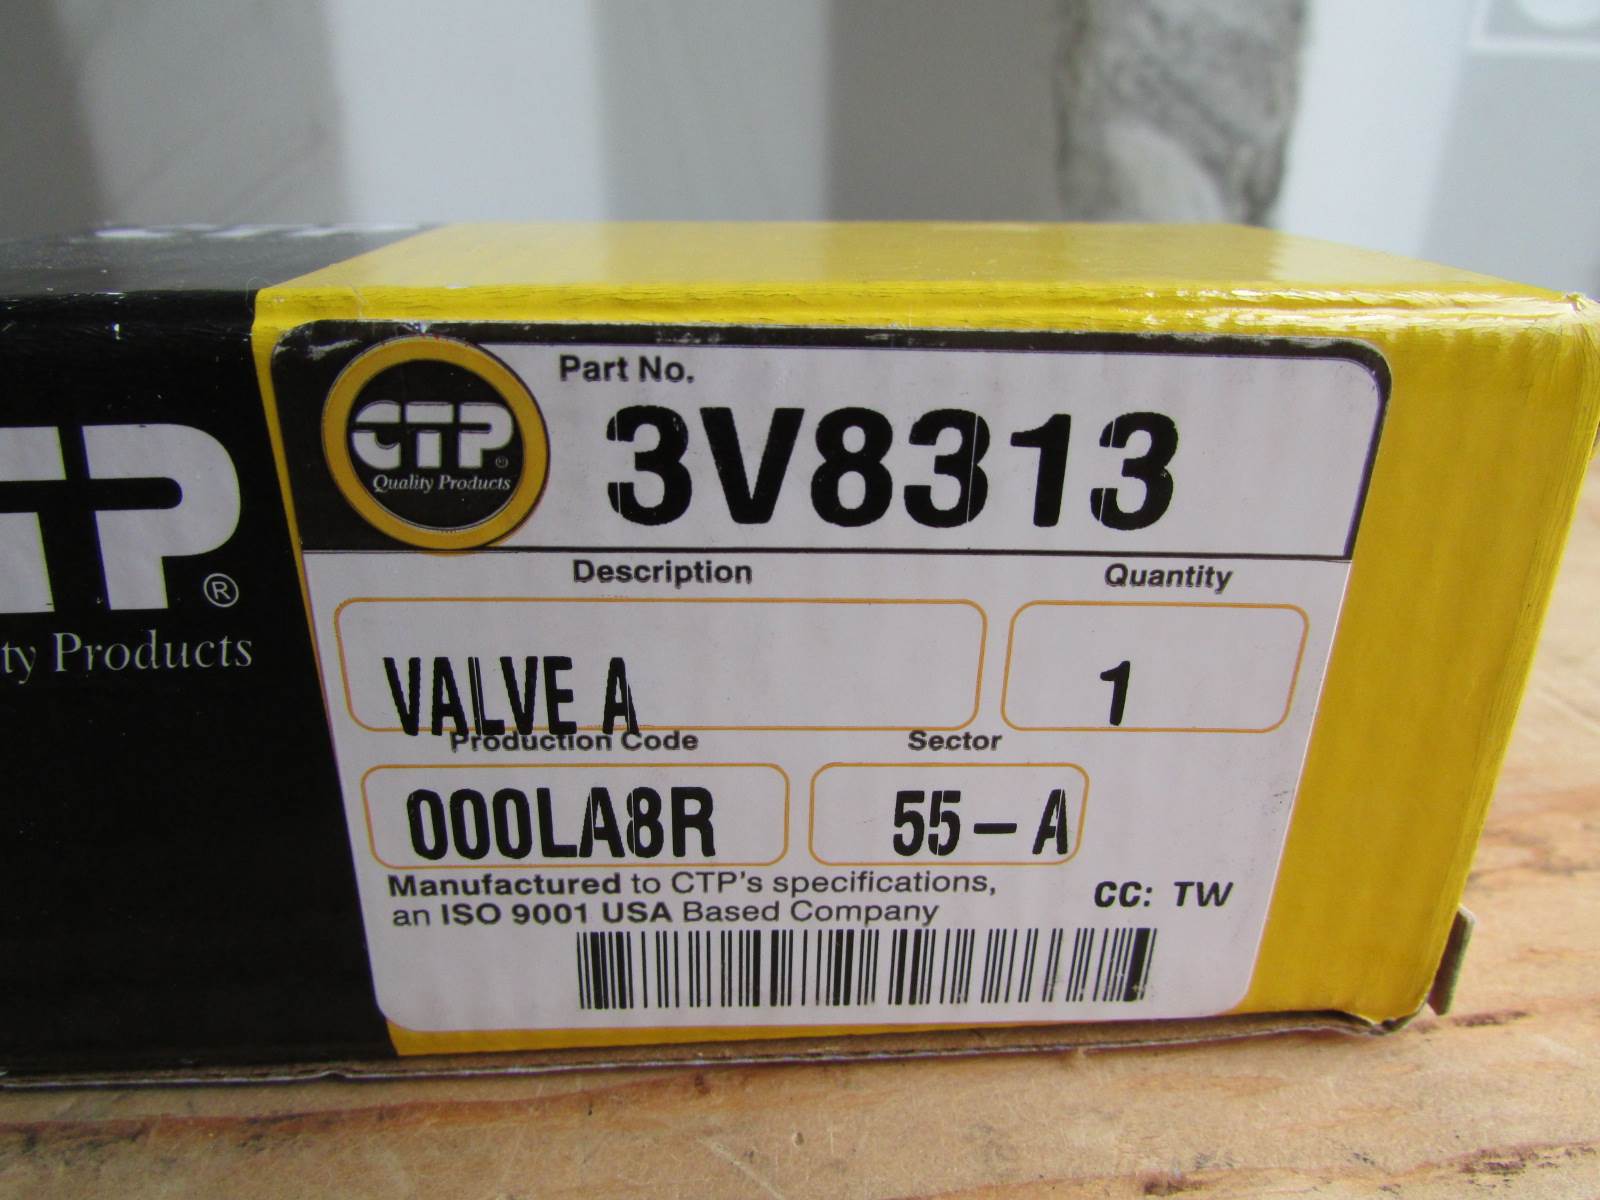 CTP®
ty Products
CTP®
Quality Products
Part No.
3V8313
Description
Quantity
VALVE A
1
Production Code
Sector
000LA8R
55-A
Manufactured to CTP's specifications,
an ISO 9001 USA Based Company
CC: TW